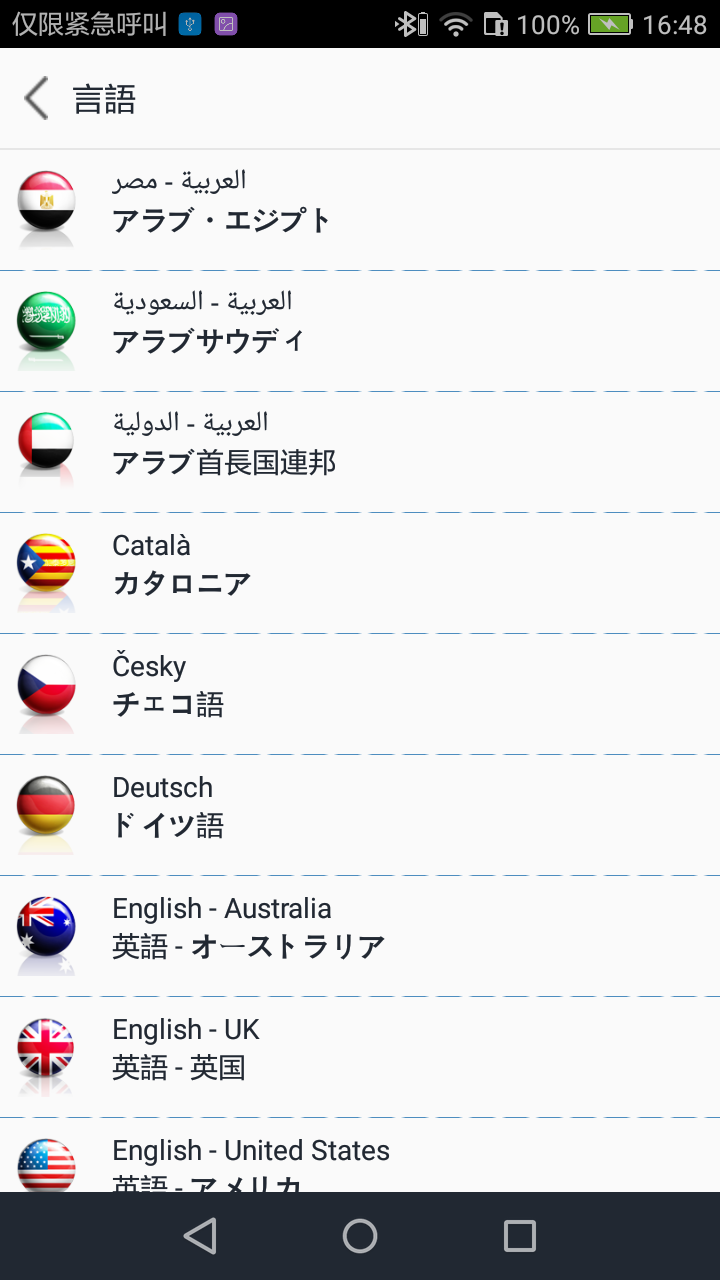 仅限紧急呼叫
100%
16:48
言語
العربية - مصر
アラブ・エジプト
العربية - السعودية
アラブサウディ
العربية - الدولية
アラブ首長国連邦
Català
カタロニア
Česky
チェコ語
Deutsch
ドイツ語
English - Australia
英語 - オーストラリア
English - UK
英語 - 英国
English - United States
英語 - アメリカ